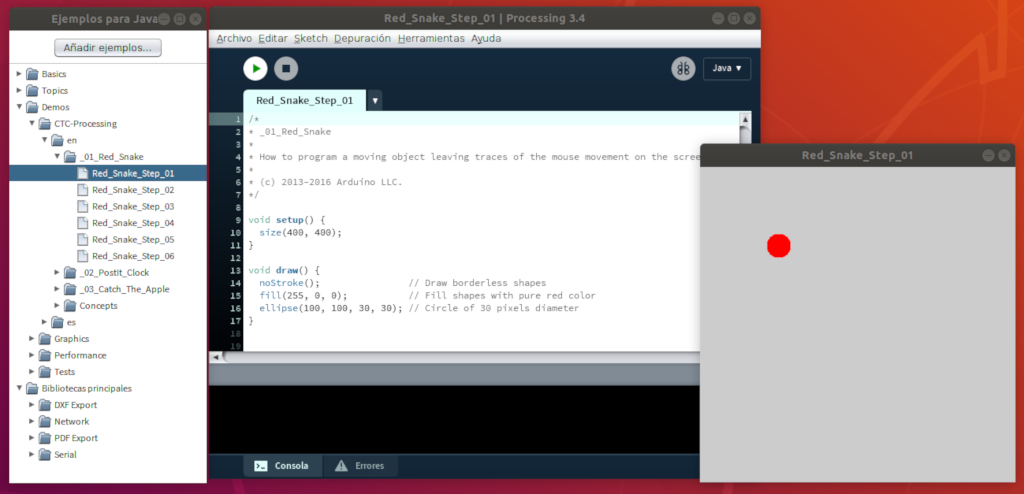 Ejemplos para Java
Añadir ejemplos...
Basics
Topics
Demos
CTC-Processing
en
_01_Red_Snake
Red_Snake_Step_01
Red_Snake_Step_02
Red_Snake_Step_03
Red_Snake_Step_04
Red_Snake_Step_05
Red_Snake_Step_06
_02_PostIt_Clock
_03_Catch_The_Apple
Concepts
es
Graphics
Performance
Tests
Bibliotecas principales
DXF Export
Network
PDF Export
Serial
Red_Snake_Step_01 | Processing 3.4
Archivo Editar Sketch Depuración Herramientas Ayuda
Java
Red_Snake_Step_01
1 /*
2 * _01_Red_Snake
3 *
4 * How to program a moving object leaving traces of the mouse movement on the scree
5 *
6 * (c) 2013-2016 Arduino LLC.
7 */
8
9 void setup() {
10 size(400, 400);
11 }
12
13 void draw() {
14 noStroke(); // Draw borderless shapes
15 fill(255, 0, 0); // Fill shapes with pure red color
16 ellipse(100, 100, 30, 30); // Circle of 30 pixels diameter
17 }
18
19
Consola Errores
Red_Snake_Step_01